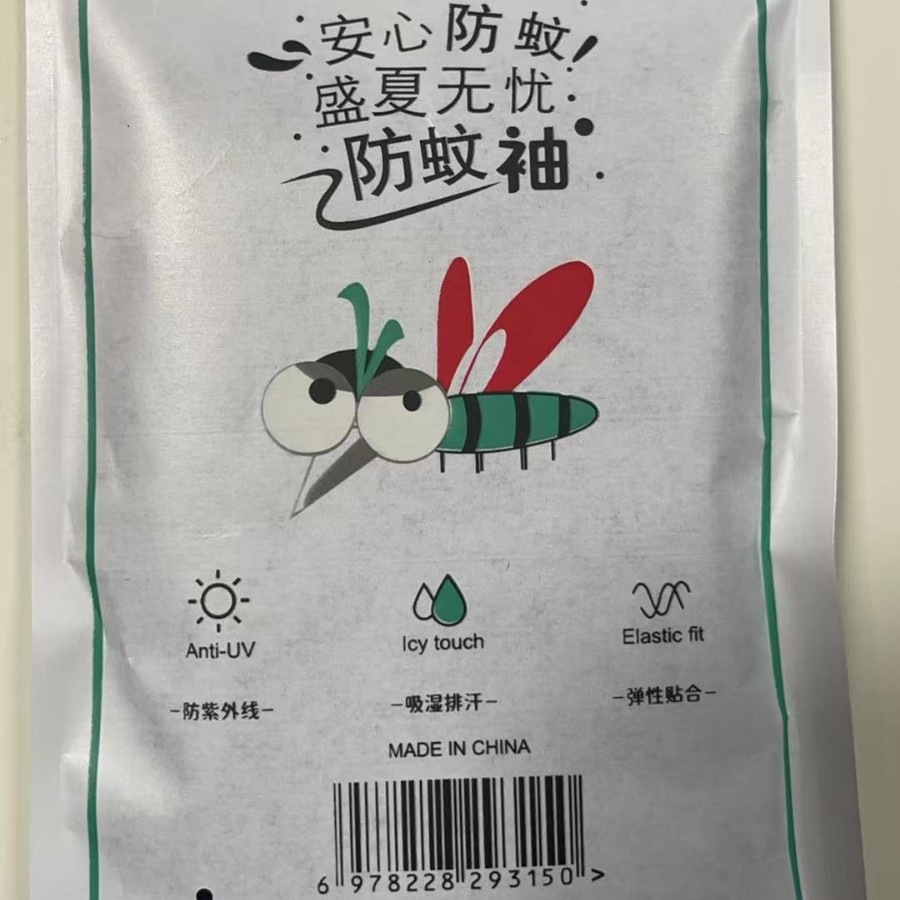 安心防蚊
盛夏无忧
防蚊袖
Anti-UV
Icy touch
Elastic fit
-防紫外线-
-吸湿排汗-
-弹性贴合-
MADE IN CHINA
6 978228 293150 >